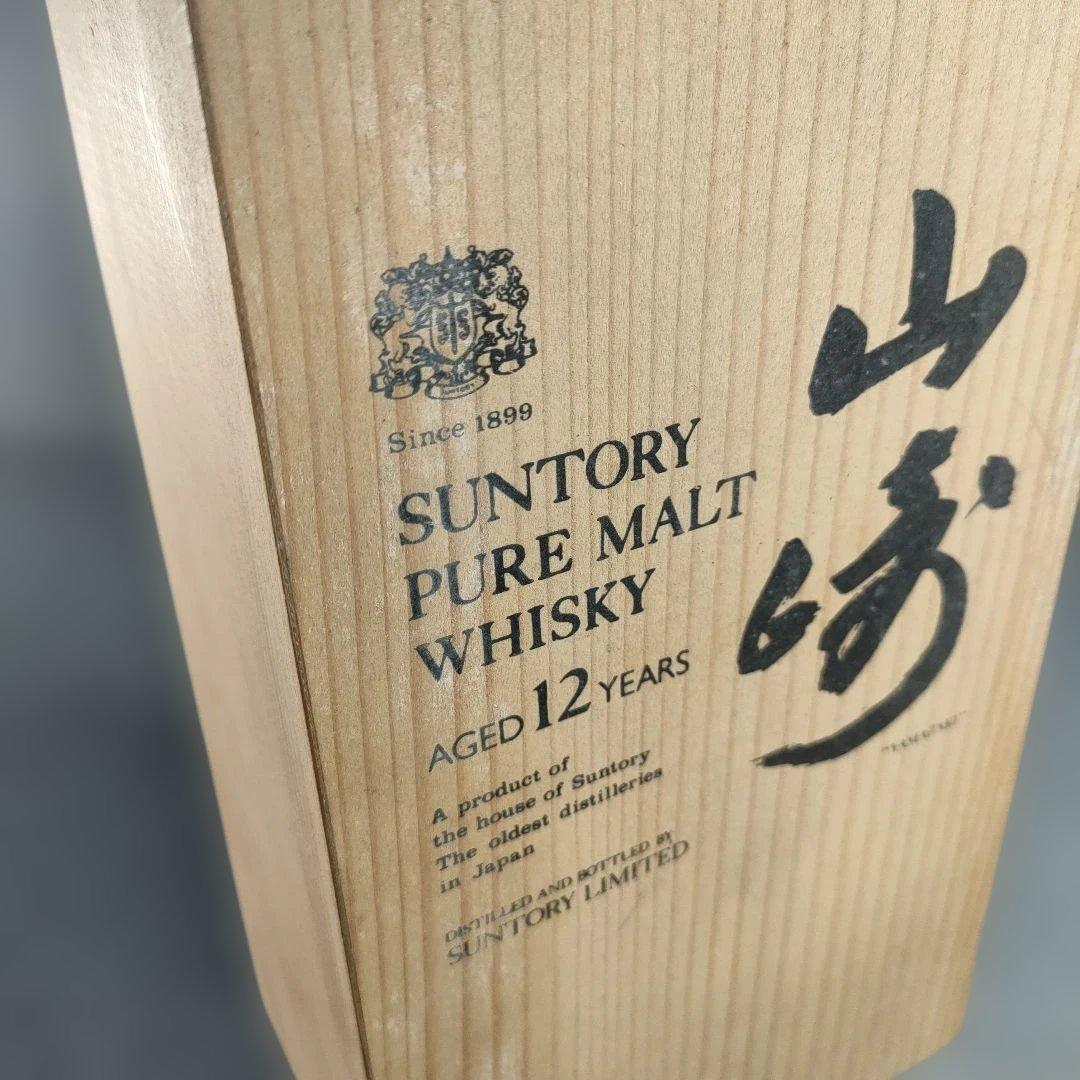 Since 1899
SUNTORY
PURE MALT
WHISKY
AGED 12 YEARS
A product of
the house of Suntory
The oldest distilleries
in Japan
DISTILLED AND BOTTLED BY
SUNTORY LIMITED
山崎
"YAMAZAKI"